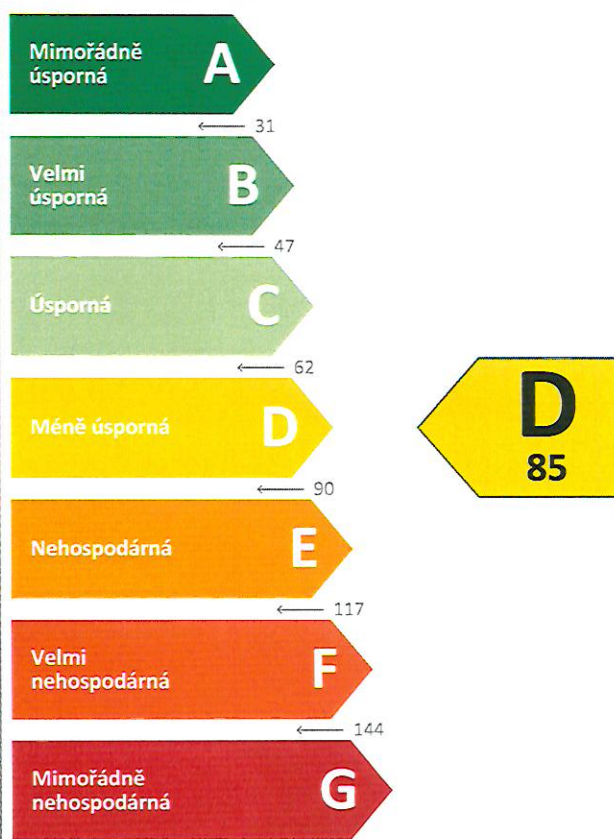 Mimořádně
úsporná
A
31
Velmi
úsporná
B
47
Úsporná
C
62
Méně úsporná
D
D
85
90
Nehospodárná
E
117
Velmi
nehospodárná
F
144
Mimořádně
nehospodárná
G